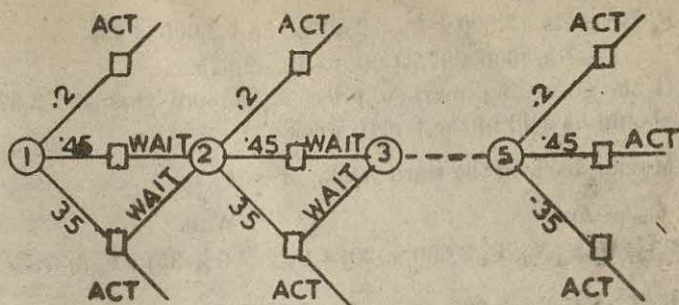 ACT ACT ACT
.2 .2 .2
1 .45 WAIT 2 .45 WAIT 3 5 .45 ACT
.35 WAIT 35 WAIT .35
ACT ACT ACT